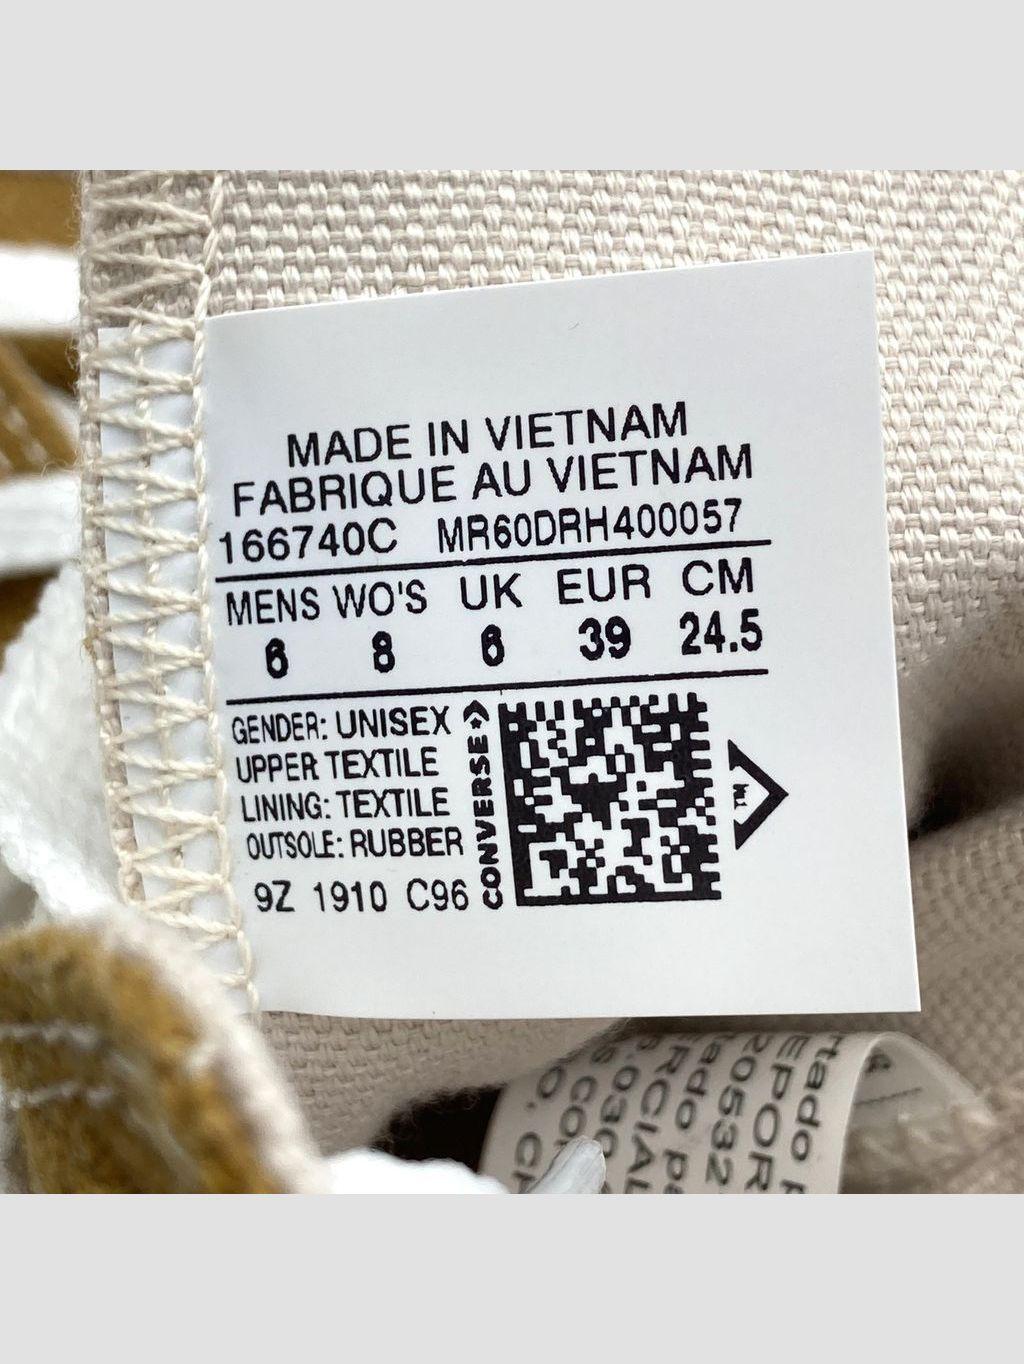 MADE IN VIETNAM
FABRIQUE AU VIETNAM
166740C MR60DRH400057
MENS WO'S UK EUR CM
6 8 6 39 24.5
GENDER: UNISEX
UPPER TEXTILE
LINING: TEXTILE
OUTSOLE: RUBBER
9Z 1910 C96
CONVERSE
TM